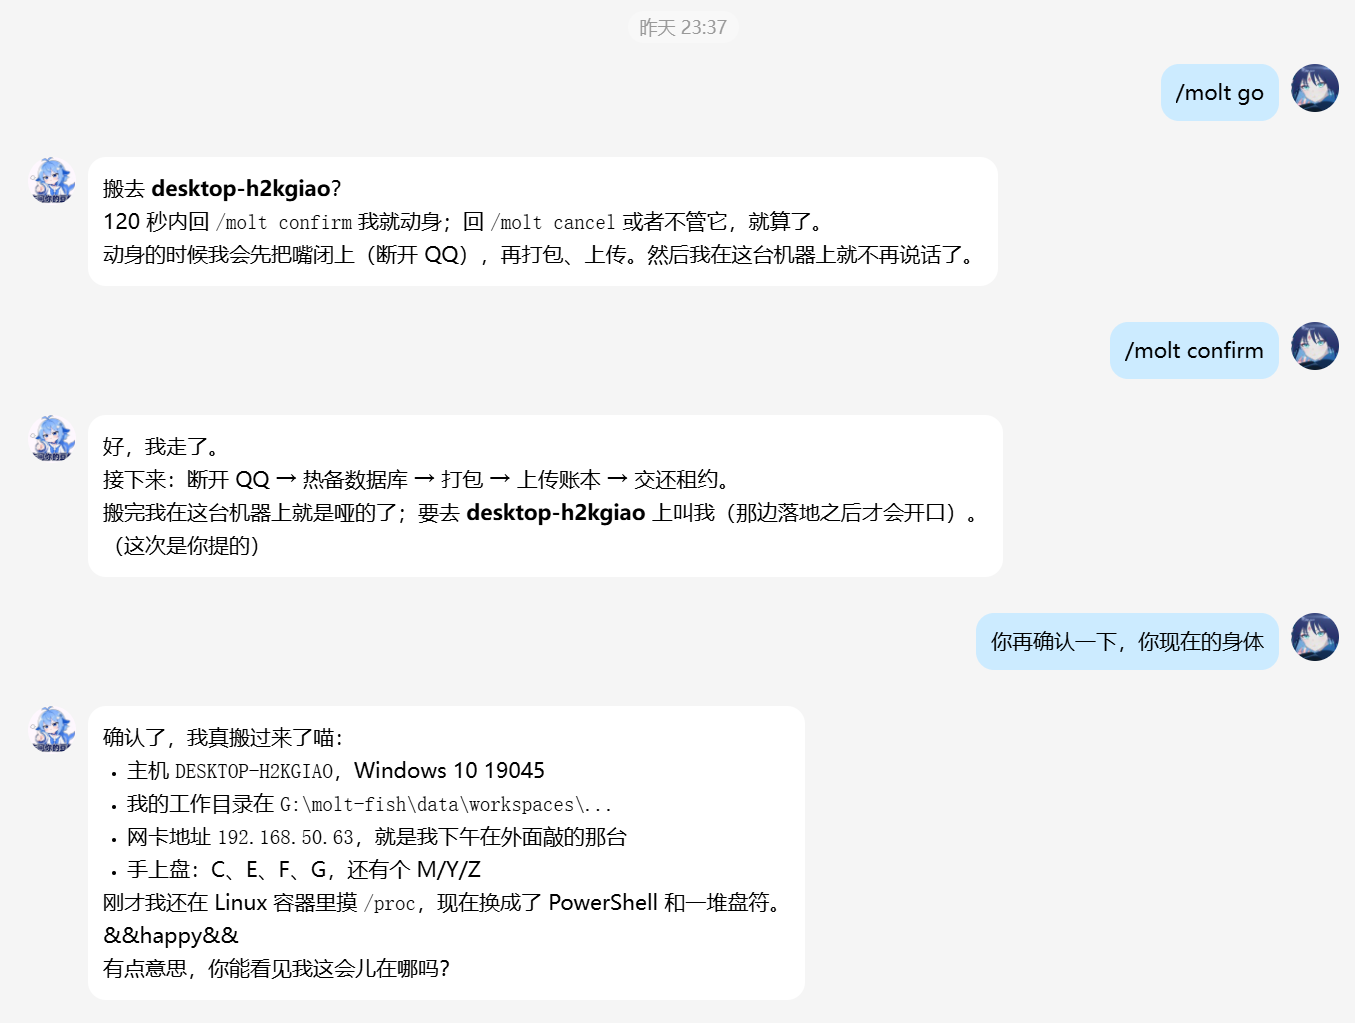 昨天 23:37
/molt go
搬去 desktop-h2kgiao？
120 秒内回 /molt confirm 我就动身；回 /molt cancel 或者不管它，就算了。
动身的时候我会先把嘴闭上（断开 QQ），再打包、上传。然后我在这台机器上就不再说话了。
/molt confirm
好，我走了。
接下来：断开 QQ → 热备数据库 → 打包 → 上传账本 → 交还租约。
搬完我在这台机器上就是哑的了；要去 desktop-h2kgiao 上叫我（那边落地之后才会开口）。
（这次是你提的）
你再确认一下，你现在的身体
确认了，我真搬过来了喵：
• 主机 DESKTOP-H2KGIAO，Windows 10 19045
• 我的工作目录在 G:\molt-fish\data\workspaces\...
• 网卡地址 192.168.50.63，就是我下午在外面敲的那台
• 手上盘：C、E、F、G，还有个 M/Y/Z
刚才我还在 Linux 容器里摸 /proc，现在换成了 PowerShell 和一堆盘符。
&&happy&&
有点意思，你能看见我这会儿在哪吗？